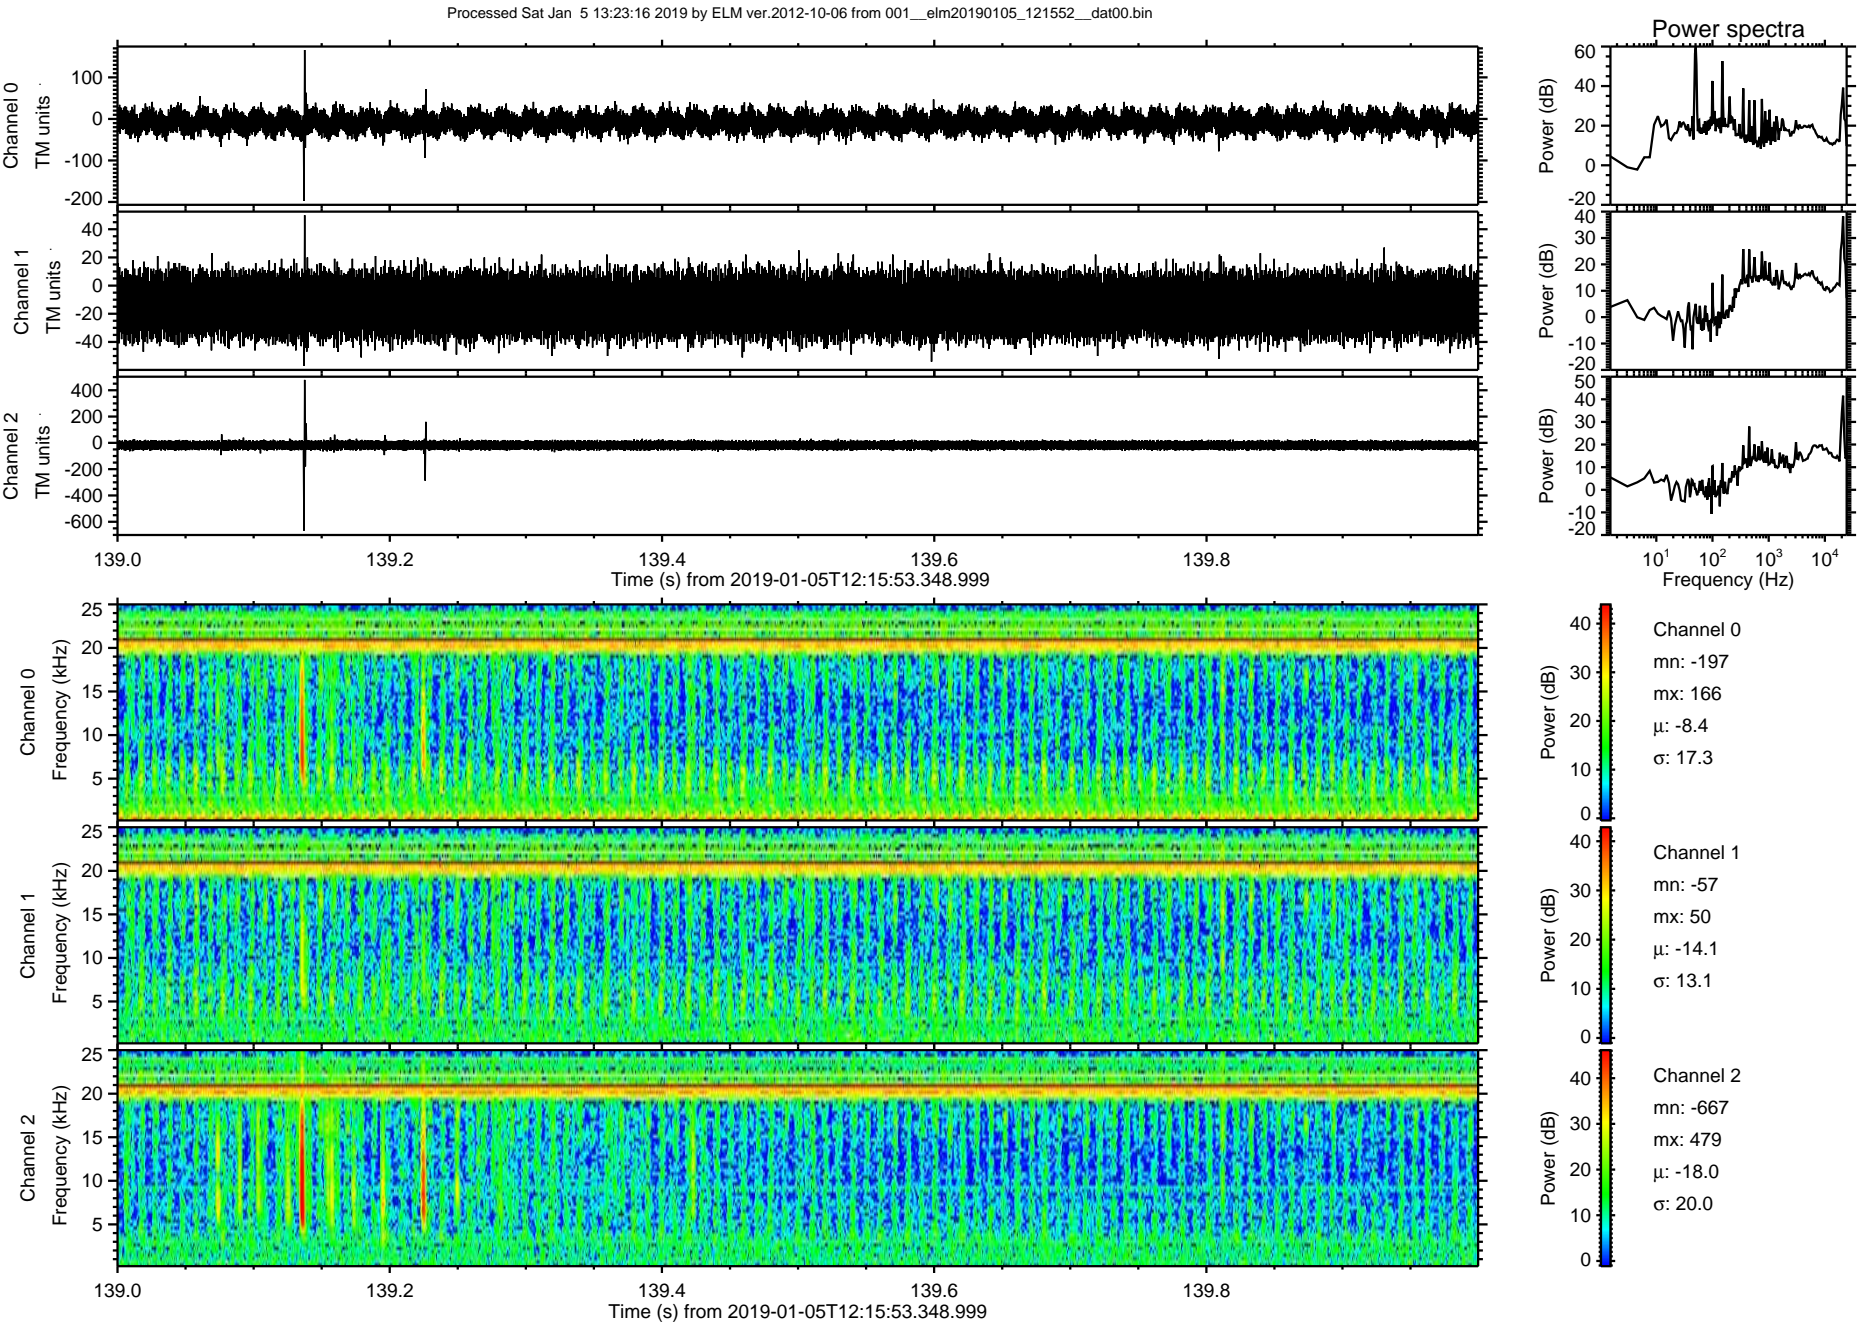 Processed Sat Jan  5 13:23:16 2019 by ELM ver.2012-10-06 from 001__elm20190105_121552__dat00.bin
Power spectra
Channel 0
TM units
100
0
-100
-200
Power (dB)
60
40
20
0
-20
Channel 1
TM units
40
20
0
-20
-40
Power (dB)
40
30
20
10
0
-10
-20
Channel 2
TM units
400
200
0
-200
-400
-600
Power (dB)
50
40
30
20
10
0
-10
-20
139.0
139.2
139.4
139.6
139.8
Time (s) from 2019-01-05T12:15:53.348.999
10¹
10²
10³
10⁴
Frequency (Hz)
Channel 0
Frequency (kHz)
25
20
15
10
5
Power (dB)
40
30
20
10
0
Channel 0
mn: -197
mx: 166
μ: -8.4
σ: 17.3
Channel 1
Frequency (kHz)
25
20
15
10
5
Power (dB)
40
30
20
10
0
Channel 1
mn: -57
mx: 50
μ: -14.1
σ: 13.1
Channel 2
Frequency (kHz)
25
20
15
10
5
Power (dB)
40
30
20
10
0
Channel 2
mn: -667
mx: 479
μ: -18.0
σ: 20.0
139.0
139.2
139.4
139.6
139.8
Time (s) from 2019-01-05T12:15:53.348.999